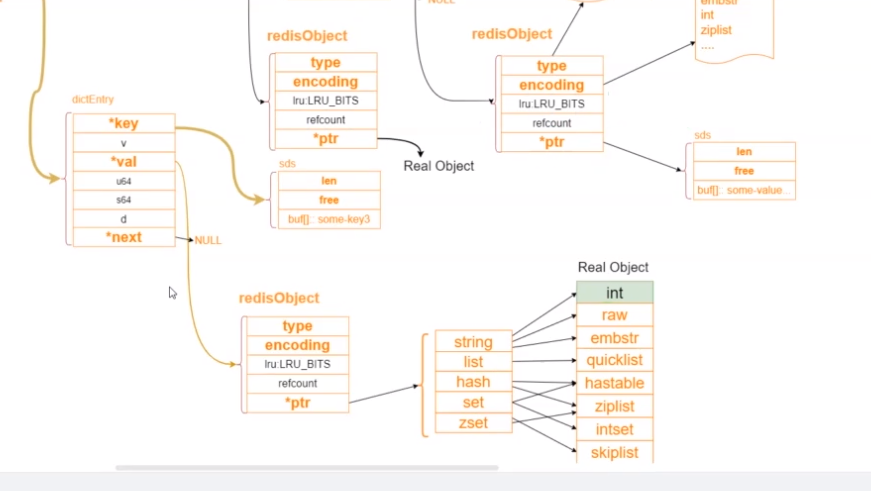 NULL
embstr
int
ziplist
....
redisObject
type
encoding
lru:LRU_BITS
refcount
*ptr
Real Object
redisObject
type
encoding
lru:LRU_BITS
refcount
*ptr
sds
len
free
buf[]:: some-value..
dictEntry
*key
v
*val
u64
s64
d
*next
NULL
sds
len
free
buf[]:: some-key3
redisObject
type
encoding
lru:LRU_BITS
refcount
*ptr
string
list
hash
set
zset
Real Object
int
raw
embstr
quicklist
hastable
ziplist
intset
skiplist